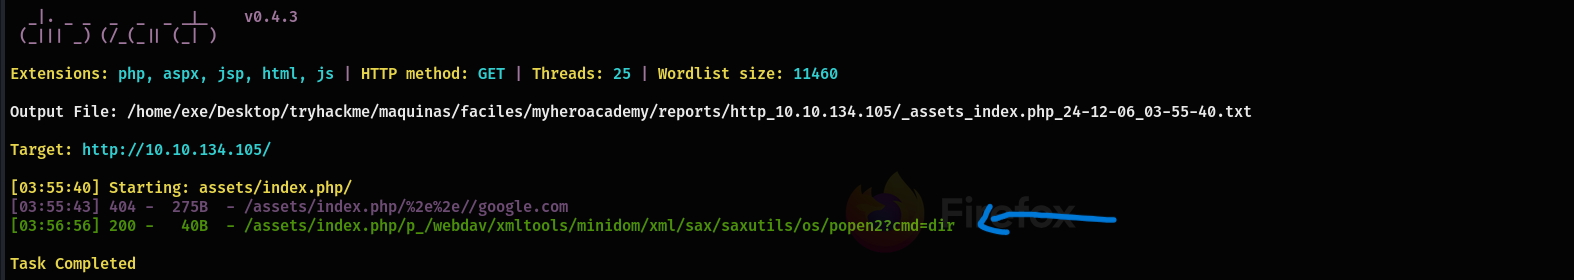 _|. _ _  _  _  _ _|_    v0.4.3
(_||| _) (/_(_|| (_| )
Extensions: php, aspx, jsp, html, js | HTTP method: GET | Threads: 25 | Wordlist size: 11460
Output File: /home/exe/Desktop/tryhackme/maquinas/faciles/myheroacademy/reports/http_10.10.134.105/_assets_index.php_24-12-06_03-55-40.txt
Target: http://10.10.134.105/
[03:55:40] Starting: assets/index.php/
[03:55:43] 404 -  275B  - /assets/index.php/%2e%2e//google.com
[03:56:56] 200 -   40B  - /assets/index.php/p_/webdav/xmltools/minidom/xml/sax/saxutils/os/popen2?cmd=dir
Firefox
Task Completed